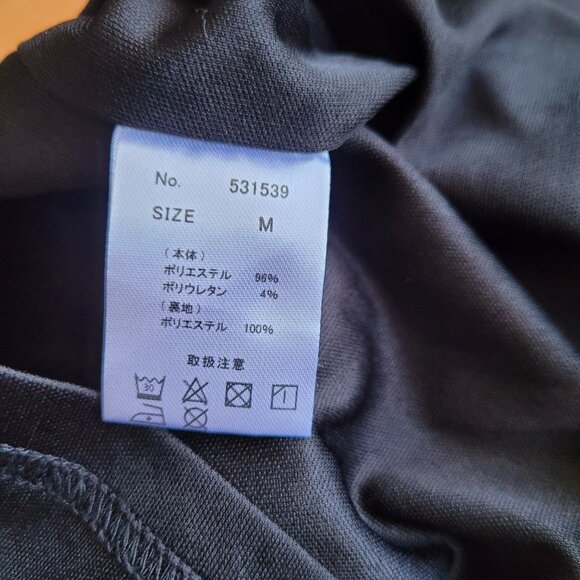 No. 531539
SIZE M
（本体）
ポリエステル 96%
ポリウレタン 4%
（裏地）
ポリエステル 100%
取扱注意
30